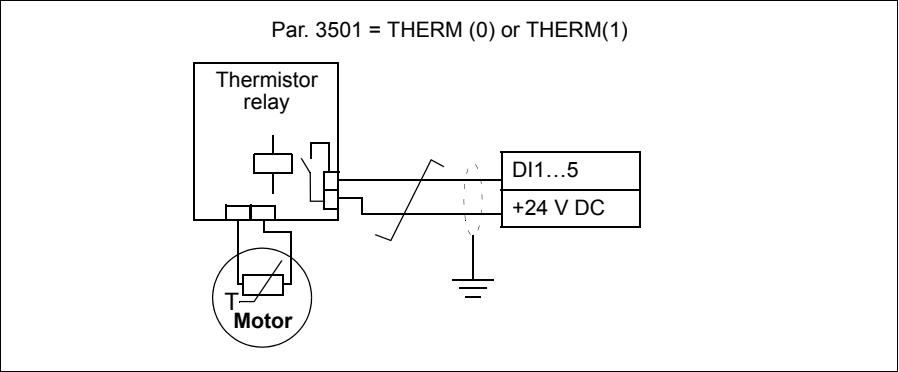 Par. 3501 = THERM (0) or THERM(1)
Thermistor
relay
DI1…5
+24 V DC
T
Motor